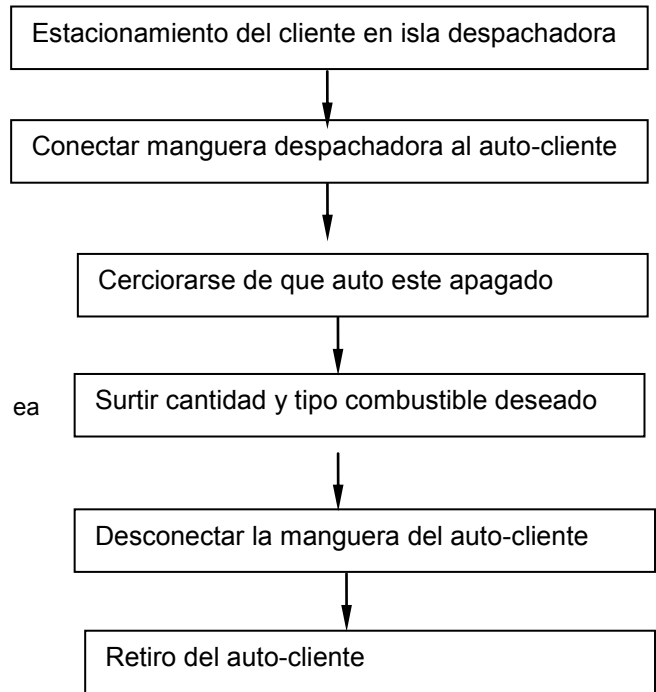 Estacionamiento del cliente en isla despachadora
Conectar manguera despachadora al auto-cliente
Cerciorarse de que auto este apagado
ea
Surtir cantidad y tipo combustible deseado
Desconectar la manguera del auto-cliente
Retiro del auto-cliente